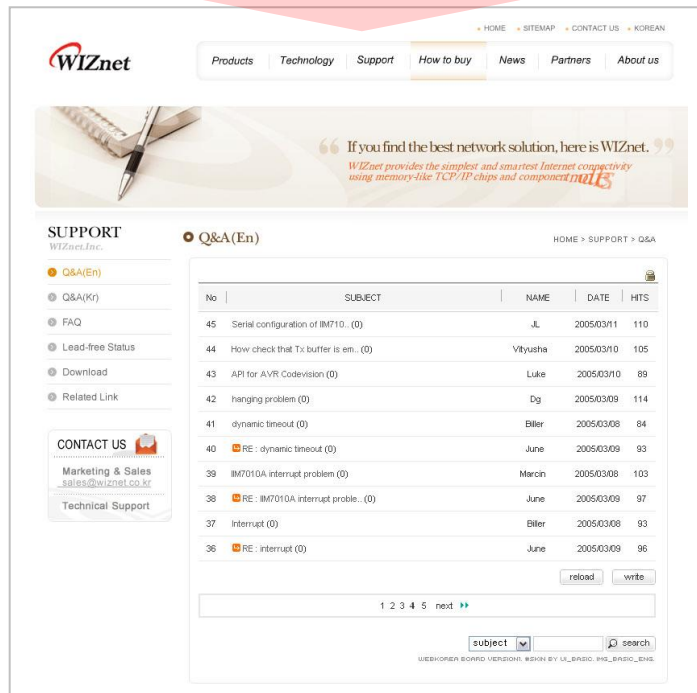 HOME SITEMAP CONTACT US KOREAN
WIZnet
Products Technology Support How to buy News Partners About us
“ If you find the best network solution, here is WIZnet. ”
WIZnet provides the simplest and smartest Internet connectivity
using memory-like TCP/IP chips and component
SUPPORT
WIZnet.Inc.
Q&A(En)
Q&A(Kr)
FAQ
Lead-free Status
Download
Related Link
CONTACT US
Marketing & Sales
sales@wiznet.co.kr
Technical Support
Q&A(En)
HOME > SUPPORT > Q&A
No SUBJECT NAME DATE HITS
45 Serial configuration of IIM710.. (0) JL 2005/03/11 110
44 How check that Tx buffer is em.. (0) Vityusha 2005/03/10 105
43 API for AVR Codevision (0) Luke 2005/03/10 89
42 hanging problem (0) Dg 2005/03/09 114
41 dynamic timeout (0) Biller 2005/03/08 84
40 RE : dynamic timeout (0) June 2005/03/09 93
39 IIM7010A interrupt problem (0) Marcin 2005/03/08 103
38 RE : IIM7010A interrupt proble.. (0) June 2005/03/09 97
37 Interrupt (0) Biller 2005/03/08 93
36 RE : interrupt (0) June 2005/03/09 96
reload write
1 2 3 4 5 next
subject search
WEBKOREA BOARD VERSION1. #SKIN BY UI_BASIC. IMG_BASIC_ENG.